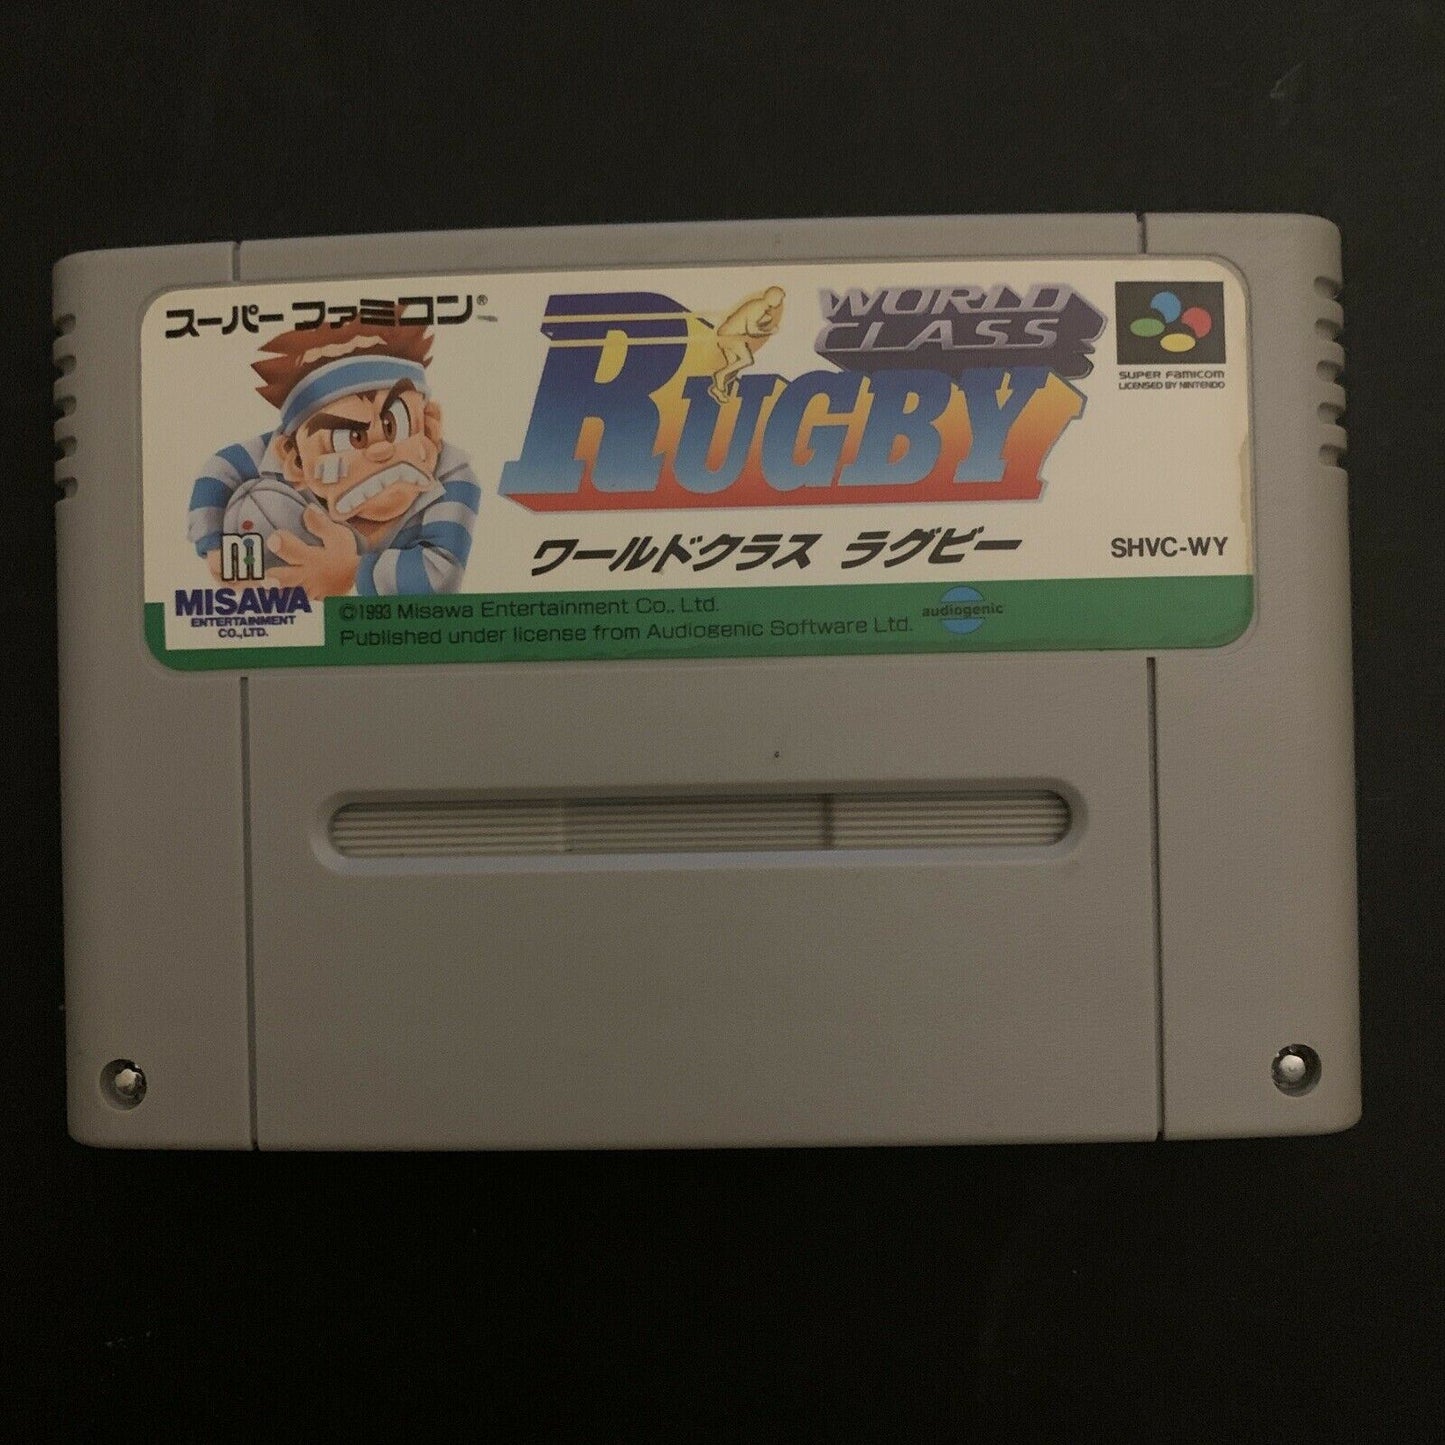 スーパーファミコン®
WORLD
CLASS
RUGBY
SUPER FAMICOM
LICENSED BY NINTENDO
ワールドクラス ラグビー
SHVC-WY
m
MISAWA
ENTERTAINMENT
CO.,LTD.
©1993 Misawa Entertainment Co., Ltd.
Published under license from Audiogenic Software Ltd.
audiogenic